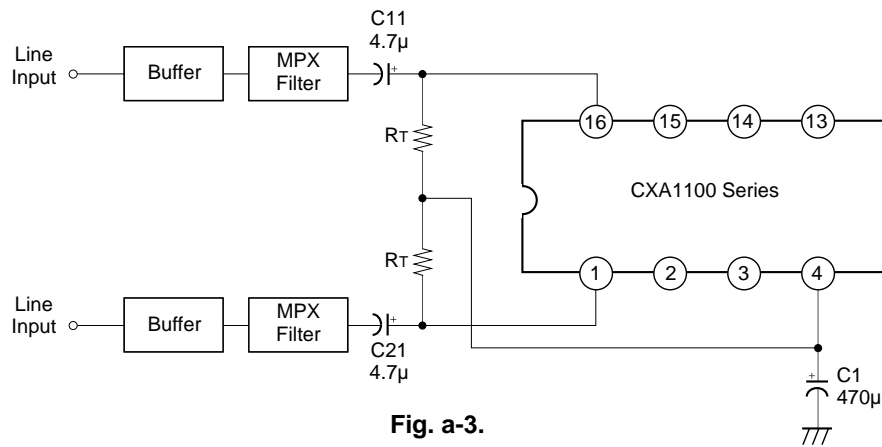 C11
4.7μ
Line
Input
Buffer
MPX
Filter
+
RT
16
15
14
13
CXA1100 Series
RT
1
2
3
4
Line
Input
Buffer
MPX
Filter
+
C21
4.7μ
+
C1
470μ
Fig. a-3.